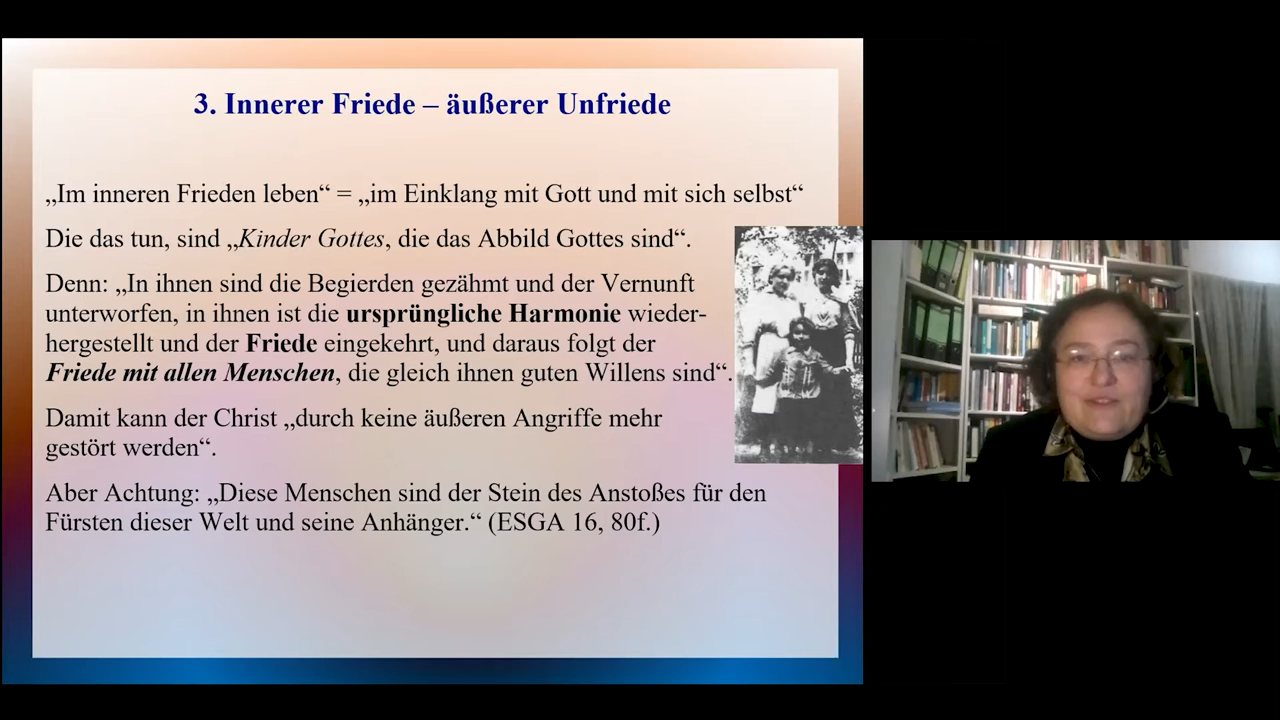 3. Innerer Friede – äußerer Unfriede
„Im inneren Frieden leben“ = „im Einklang mit Gott und mit sich selbst“
Die das tun, sind „Kinder Gottes, die das Abbild Gottes sind“.
Denn: „In ihnen sind die Begierden gezähmt und der Vernunft
unterworfen, in ihnen ist die ursprüngliche Harmonie wieder-
hergestellt und der Friede eingekehrt, und daraus folgt der
Friede mit allen Menschen, die gleich ihnen guten Willens sind“.
Damit kann der Christ „durch keine äußeren Angriffe mehr
gestört werden“.
Aber Achtung: „Diese Menschen sind der Stein des Anstoßes für den
Fürsten dieser Welt und seine Anhänger.“ (ESGA 16, 80f.)